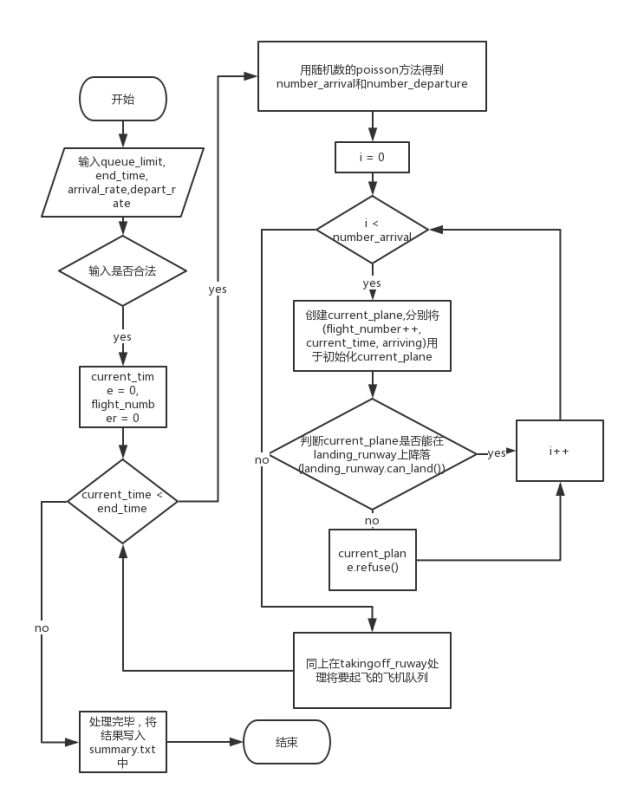 开始
输入queue_limit,
end_time,
arrival_rate,depart_r
ate
输入是否合法
yes
current_tim
e = 0,
flight_numb
er = 0
current_time <
end_time
yes
no
处理完毕，将
结果写入
summary.txt
中
结束
用随机数的poisson方法得到
number_arrival和number_departure
i = 0
i <
number_arrival
yes
no
创建current_plane,分别将
(flight_number++,
current_time, arriving)用
于初始化current_plane
判断current_plane是否能在
landing_runway上降落
(landing_runway.can_land())
yes
i++
no
current_plan
e.refuse()
同上在takingoff_ruway处
理将要起飞的飞机队列